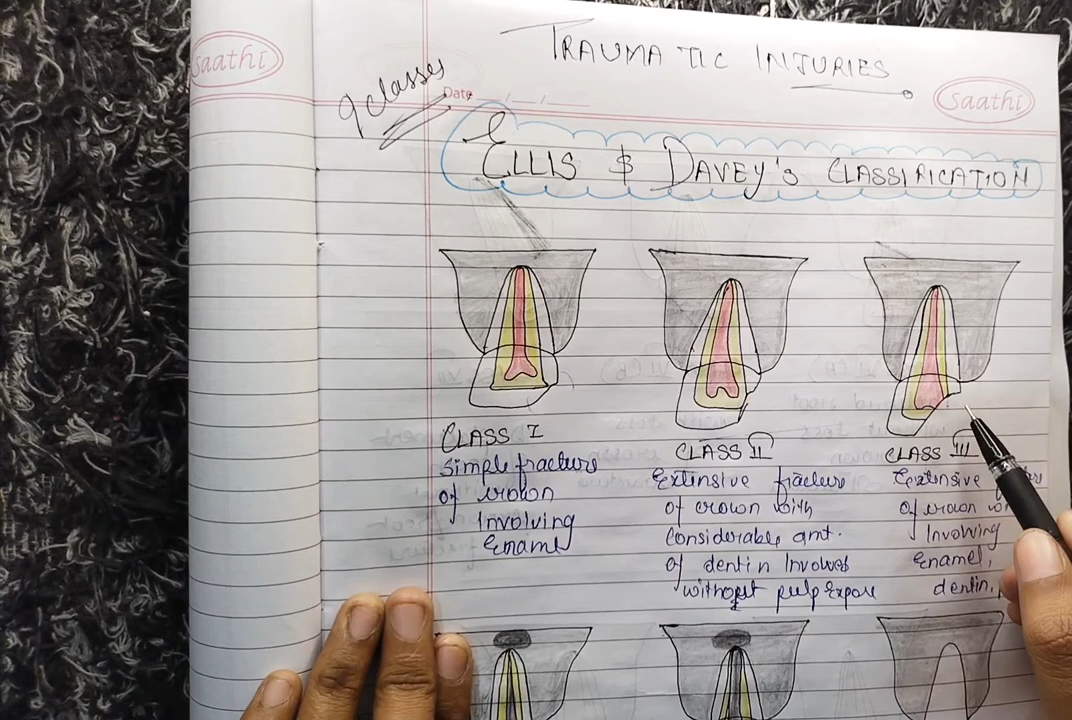 TRAUMATIC INJURIES
saathi
saathi
9 classes
Date
ELLIS & DAVEY'S CLASSIFICATION
CLASS I
Simple fracture
of crown
Involving
Enamel
CLASS II
Extensive fracture
of crown with
Considerable amt.
of dentin Involved
without pulp Expose
CLASS III
Extensive
of crown
Involving
Enamel,
dentin,